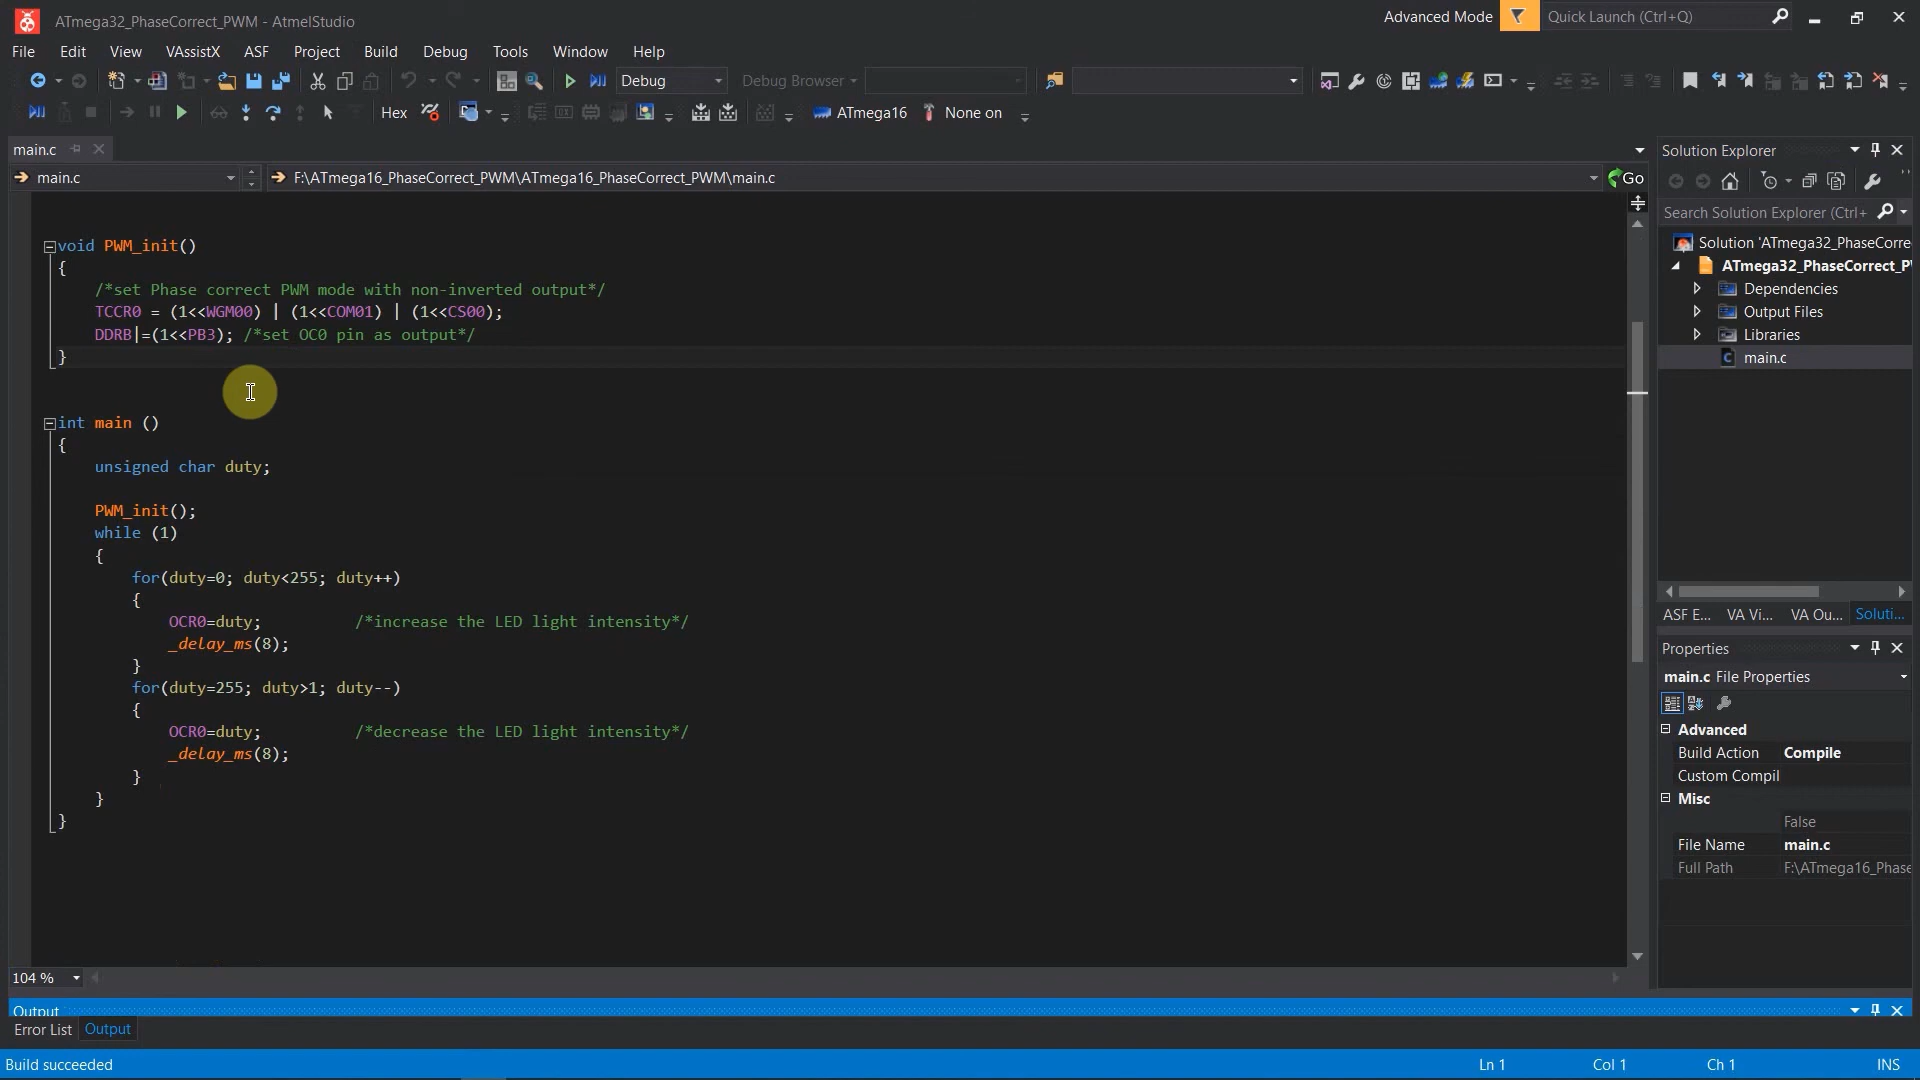 ATmega32_PhaseCorrect_PWM - AtmelStudio
Advanced Mode
Quick Launch (Ctrl+Q)
File Edit View VAssistX ASF Project Build Debug Tools Window Help
Debug Debug Browser
Hex ATmega16 None on
main.c
main.c F:\ATmega16_PhaseCorrect_PWM\ATmega16_PhaseCorrect_PWM\main.c Go
void PWM_init()
{
/*set Phase correct PWM mode with non-inverted output*/
TCCR0 = (1<<WGM00) | (1<<COM01) | (1<<CS00);
DDRB|=(1<<PB3); /*set OC0 pin as output*/
}
int main ()
{
unsigned char duty;
PWM_init();
while (1)
{
for(duty=0; duty<255; duty++)
{
OCR0=duty; /*increase the LED light intensity*/
_delay_ms(8);
}
for(duty=255; duty>1; duty--)
{
OCR0=duty; /*decrease the LED light intensity*/
_delay_ms(8);
}
}
}
104 %
Solution Explorer
Search Solution Explorer (Ctrl+
Solution 'ATmega32_PhaseCorre
ATmega32_PhaseCorrect_P
Dependencies
Output Files
Libraries
main.c
ASF E... VA Vi... VA Ou... Soluti...
Properties
main.c File Properties
Advanced
Build Action Compile
Custom Compil
Misc
False
File Name main.c
Full Path F:\ATmega16_Phase
Output
Error List Output
Build succeeded Ln 1 Col 1 Ch 1 INS